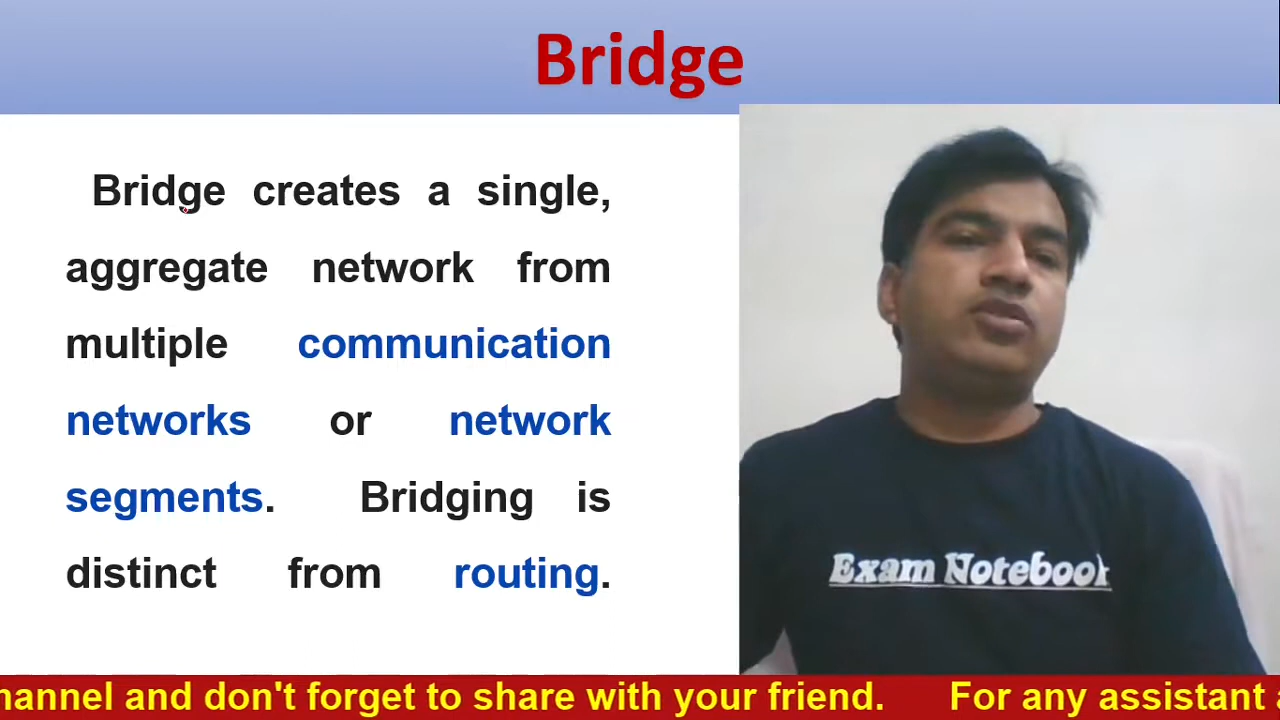 Bridge
Bridge creates a single,
aggregate network from
multiple communication
networks or network
segments. Bridging is
distinct from routing.
Exam Notebook
hannel and don't forget to share with your friend. For any assistant